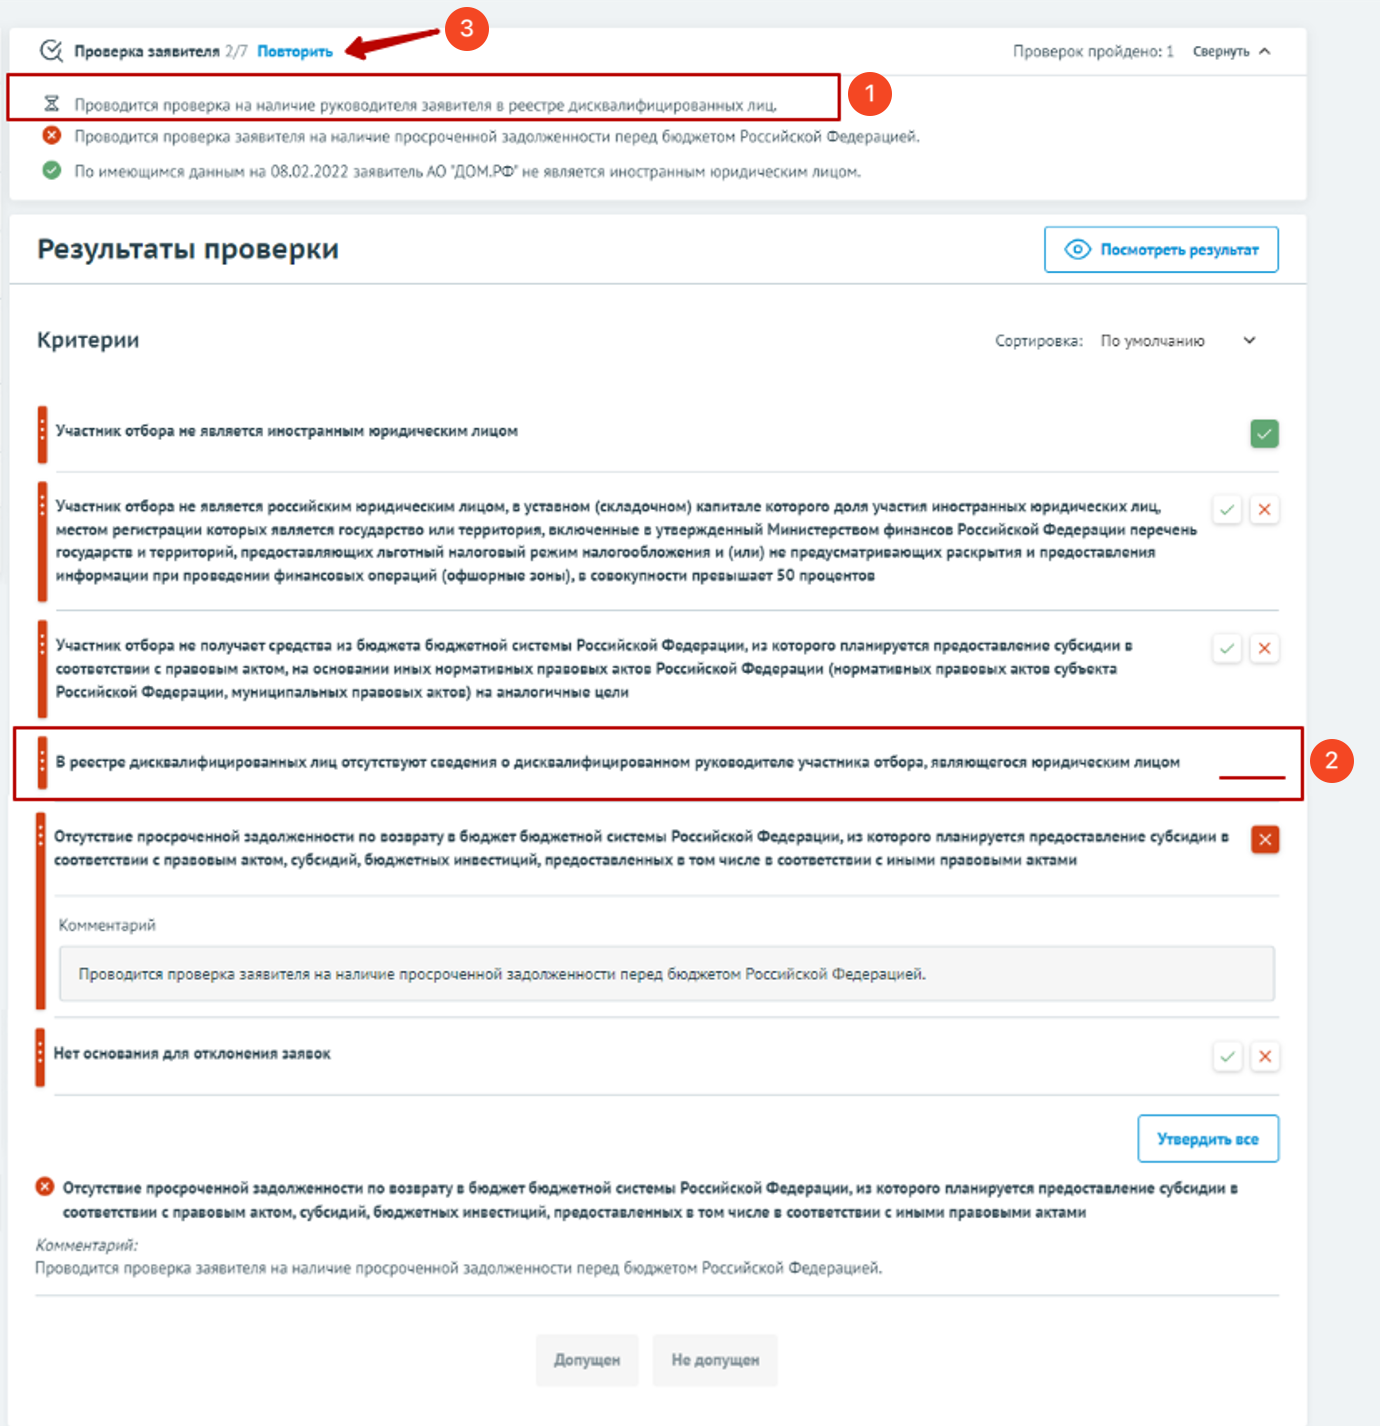 3
Проверка заявителя 2/7 Повторить
Проверок пройдено: 1 Свернуть
1
Проводится проверка на наличие руководителя заявителя в реестре дисквалифицированных лиц.
Проводится проверка заявителя на наличие просроченной задолженности перед бюджетом Российской Федерацией.
По имеющимся данным на 08.02.2022 заявитель АО "ДОМ.РФ" не является иностранным юридическим лицом.
Результаты проверки
Посмотреть результат
Критерии
Сортировка: По умолчанию
Участник отбора не является иностранным юридическим лицом
Участник отбора не является российским юридическим лицом, в уставном (складочном) капитале которого доля участия иностранных юридических лиц,
местом регистрации которых является государство или территория, включенные в утвержденный Министерством финансов Российской Федерации перечень
государств и территорий, предоставляющих льготный налоговый режим налогообложения и (или) не предусматривающих раскрытия и предоставления
информации при проведении финансовых операций (офшорные зоны), в совокупности превышает 50 процентов
Участник отбора не получает средства из бюджета бюджетной системы Российской Федерации, из которого планируется предоставление субсидии в
соответствии с правовым актом, на основании иных нормативных правовых актов Российской Федерации (нормативных правовых актов субъекта
Российской Федерации, муниципальных правовых актов) на аналогичные цели
В реестре дисквалифицированных лиц отсутствуют сведения о дисквалифицированном руководителе участника отбора, являющегося юридическим лицом
2
Отсутствие просроченной задолженности по возврату в бюджет бюджетной системы Российской Федерации, из которого планируется предоставление субсидии в
соответствии с правовым актом, субсидий, бюджетных инвестиций, предоставленных в том числе в соответствии с иными правовыми актами
Комментарий
Проводится проверка заявителя на наличие просроченной задолженности перед бюджетом Российской Федерацией.
Нет основания для отклонения заявок
Утвердить все
Отсутствие просроченной задолженности по возврату в бюджет бюджетной системы Российской Федерации, из которого планируется предоставление субсидии в
соответствии с правовым актом, субсидий, бюджетных инвестиций, предоставленных в том числе в соответствии с иными правовыми актами
Комментарий:
Проводится проверка заявителя на наличие просроченной задолженности перед бюджетом Российской Федерацией.
Допущен
Не допущен